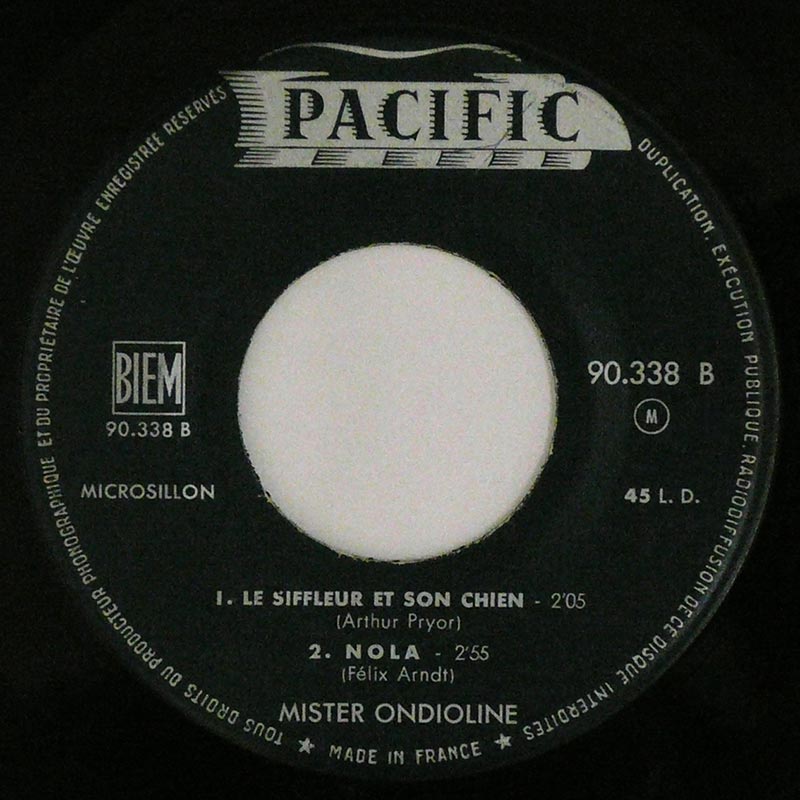 PACIFIC
TOUS DROITS DU PRODUCTEUR PHONOGRAPHIQUE ET DU PROPRIÉTAIRE DE L'ŒUVRE ENREGISTRÉE RÉSERVÉS
DUPLICATION, EXÉCUTION PUBLIQUE, RADIODIFFUSION DE CE DISQUE INTERDITES
BIEM
90.338 B
90.338 B
M
MICROSILLON
45 L. D.
1. LE SIFFLEUR ET SON CHIEN - 2'05
(Arthur Pryor)
2. NOLA - 2'55
(Félix Arndt)
MISTER ONDIOLINE
★ MADE IN FRANCE ★